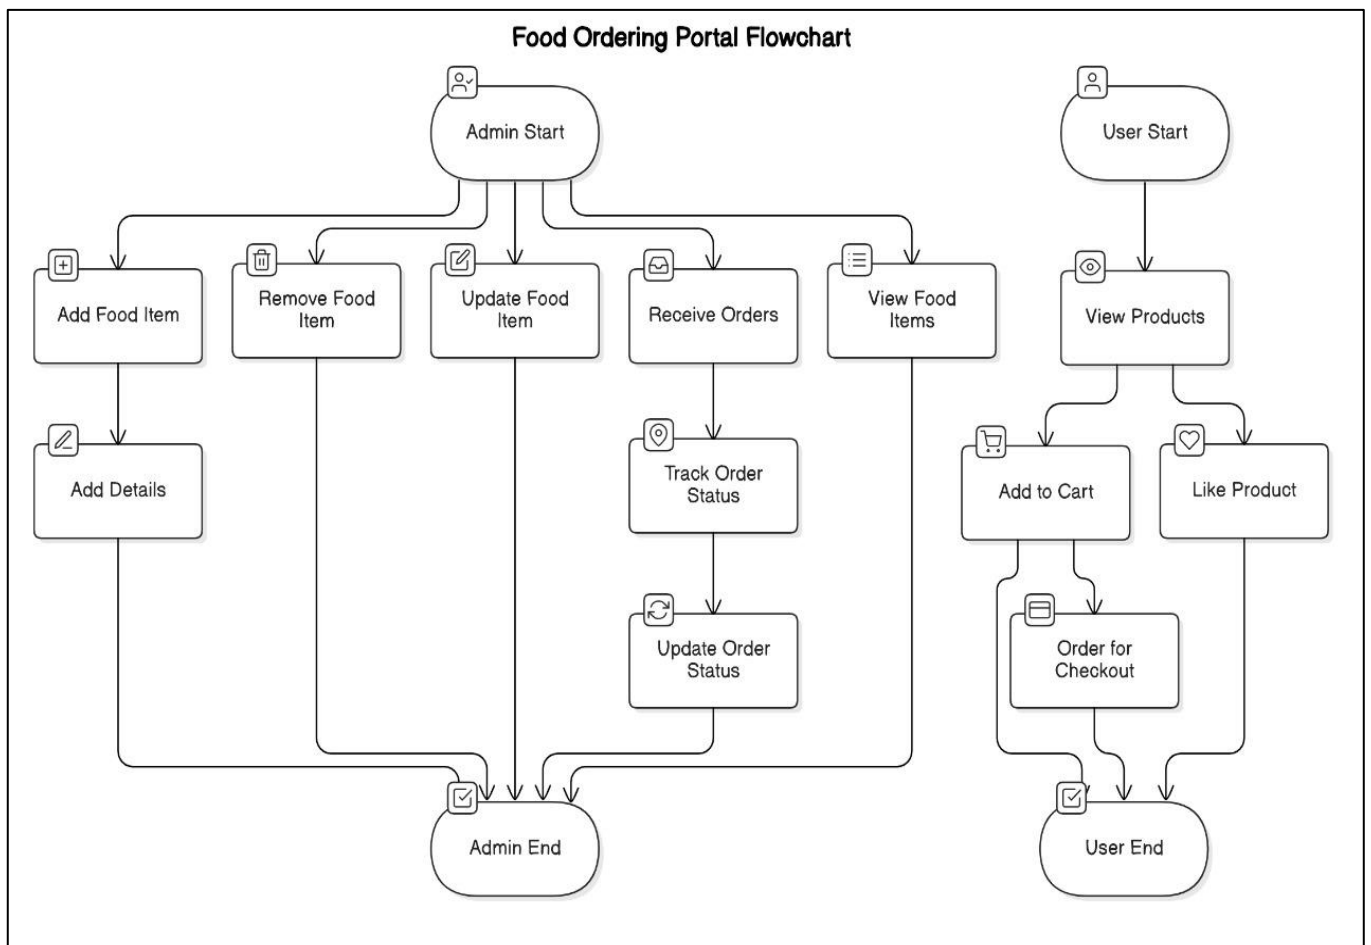 Food Ordering Portal Flowchart
Admin Start
User Start
Add Food Item
Remove Food
Item
Update Food
Item
Receive Orders
View Food
Items
View Products
Add Details
Track Order
Status
Add to Cart
Like Product
Update Order
Status
Order for
Checkout
Admin End
User End